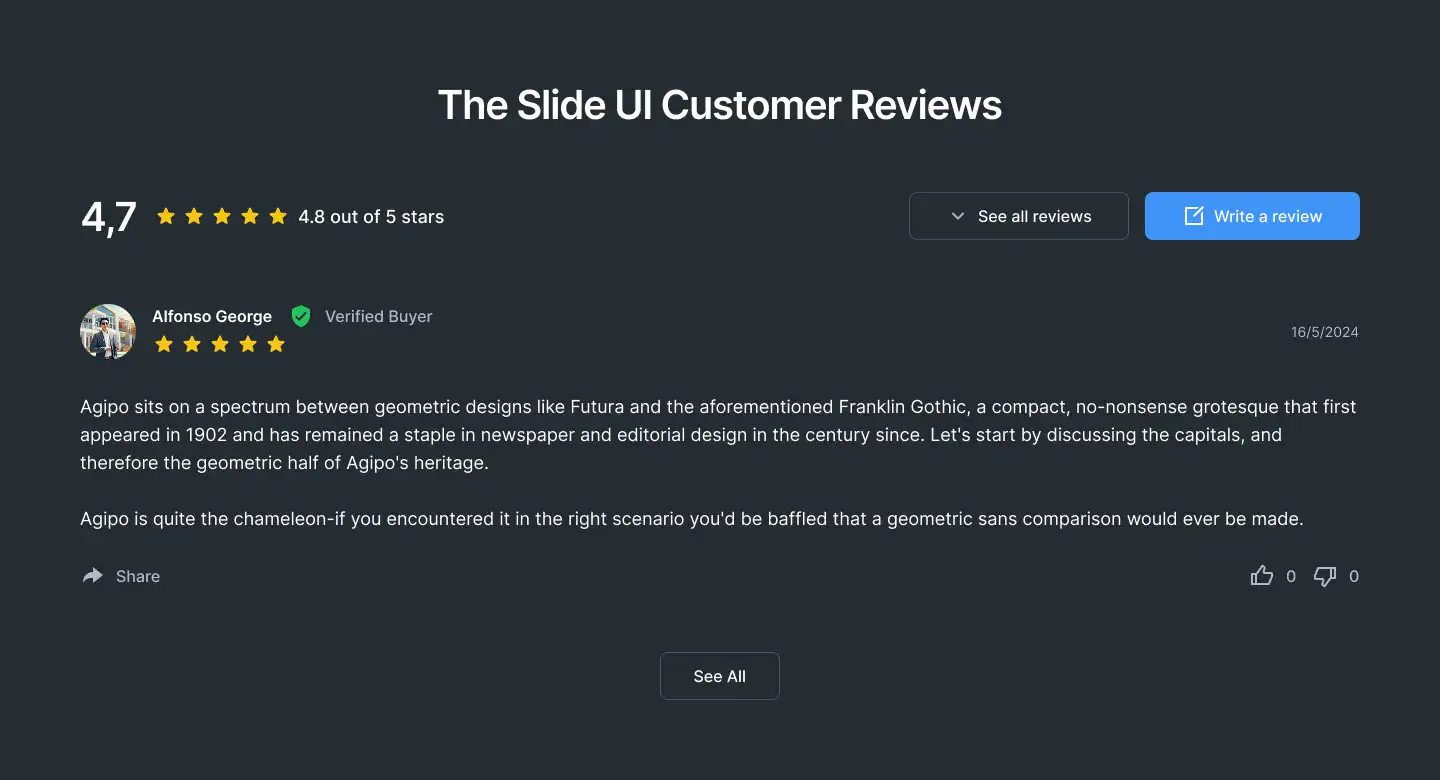 The Slide UI Customer Reviews
4,7 4.8 out of 5 stars
See all reviews
Write a review
Alfonso George Verified Buyer
16/5/2024
Agipo sits on a spectrum between geometric designs like Futura and the aforementioned Franklin Gothic, a compact, no-nonsense grotesque that first
appeared in 1902 and has remained a staple in newspaper and editorial design in the century since. Let's start by discussing the capitals, and
therefore the geometric half of Agipo's heritage.
Agipo is quite the chameleon-if you encountered it in the right scenario you'd be baffled that a geometric sans comparison would ever be made.
Share
0 0
See All